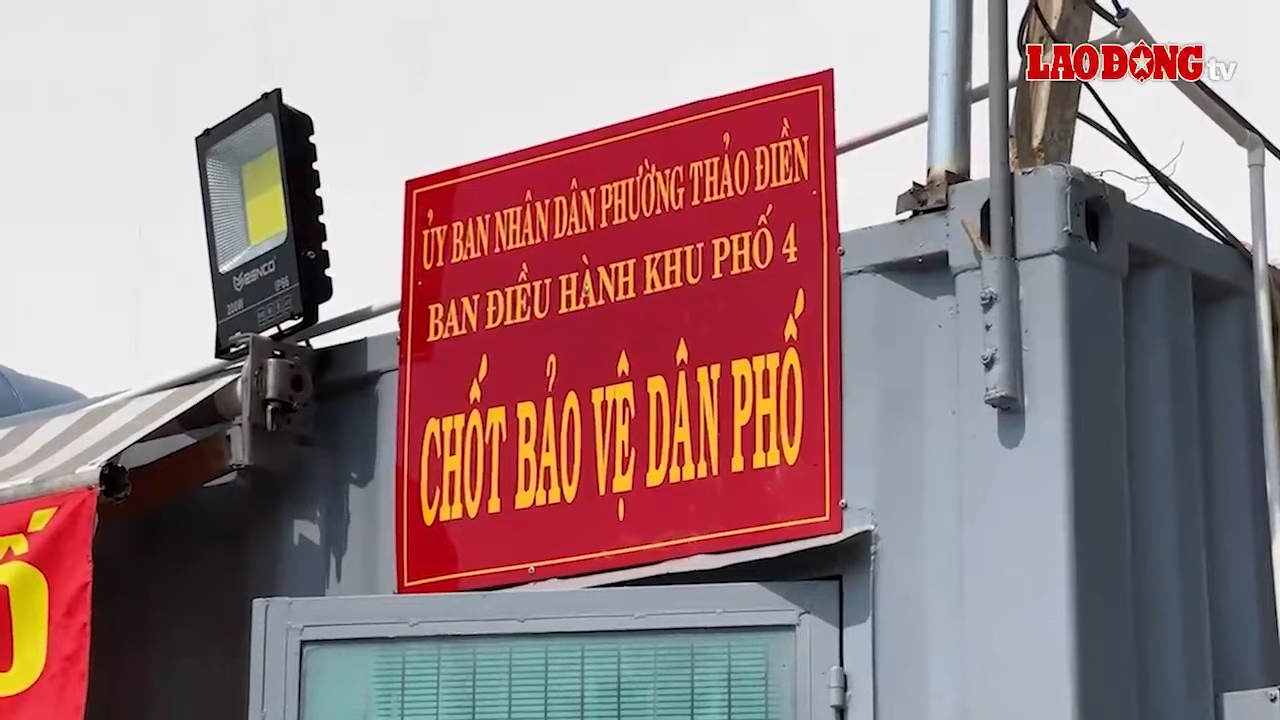 LAO ĐỘNG tv
ỦY BAN NHÂN DÂN PHƯỜNG THẢO ĐIỀN
BAN ĐIỀU HÀNH KHU PHỐ 4
CHỐT BẢO VỆ DÂN PHỐ
200W IP66
Ố